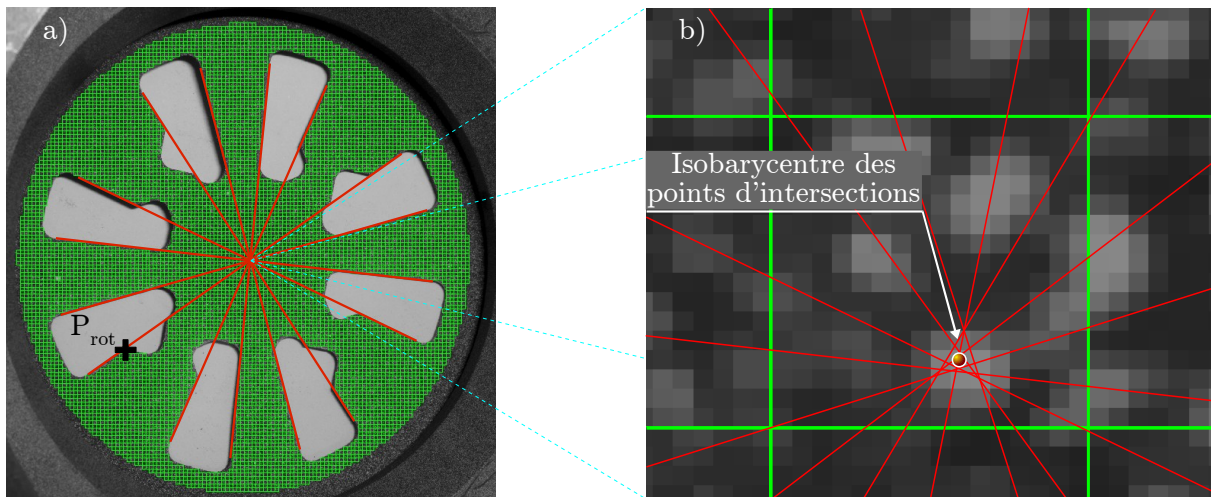 a)
P_rot
b)
Isobarycentre des
points d'intersections